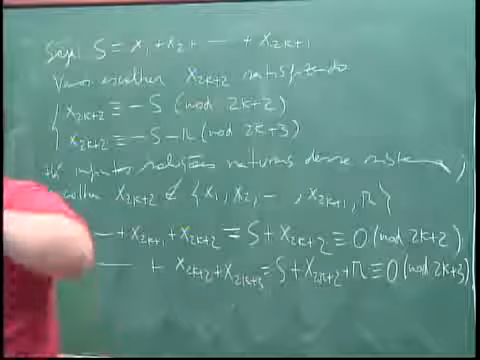 Seja S = x₁ + x₂ + ⋯ + x₂ₖ₊₁
Vamos escolher x₂ₖ₊₂ satisfazendo
{ x₂ₖ₊₂ ≡ −S (mod 2k+2)
x₂ₖ₊₂ ≡ −S − n (mod 2k+3)
Há infinitas soluções naturais desse sistema;
escolher x₂ₖ₊₂ ∉ {x₁, x₂, ⋯, x₂ₖ₊₁, n}
⋯ + x₂ₖ₊₁ + x₂ₖ₊₂ = S + x₂ₖ₊₂ ≡ 0 (mod 2k+2)
⋯ + x₂ₖ₊₂ + x₂ₖ₊₃ = S + x₂ₖ₊₂ + n ≡ 0 (mod 2k+3)